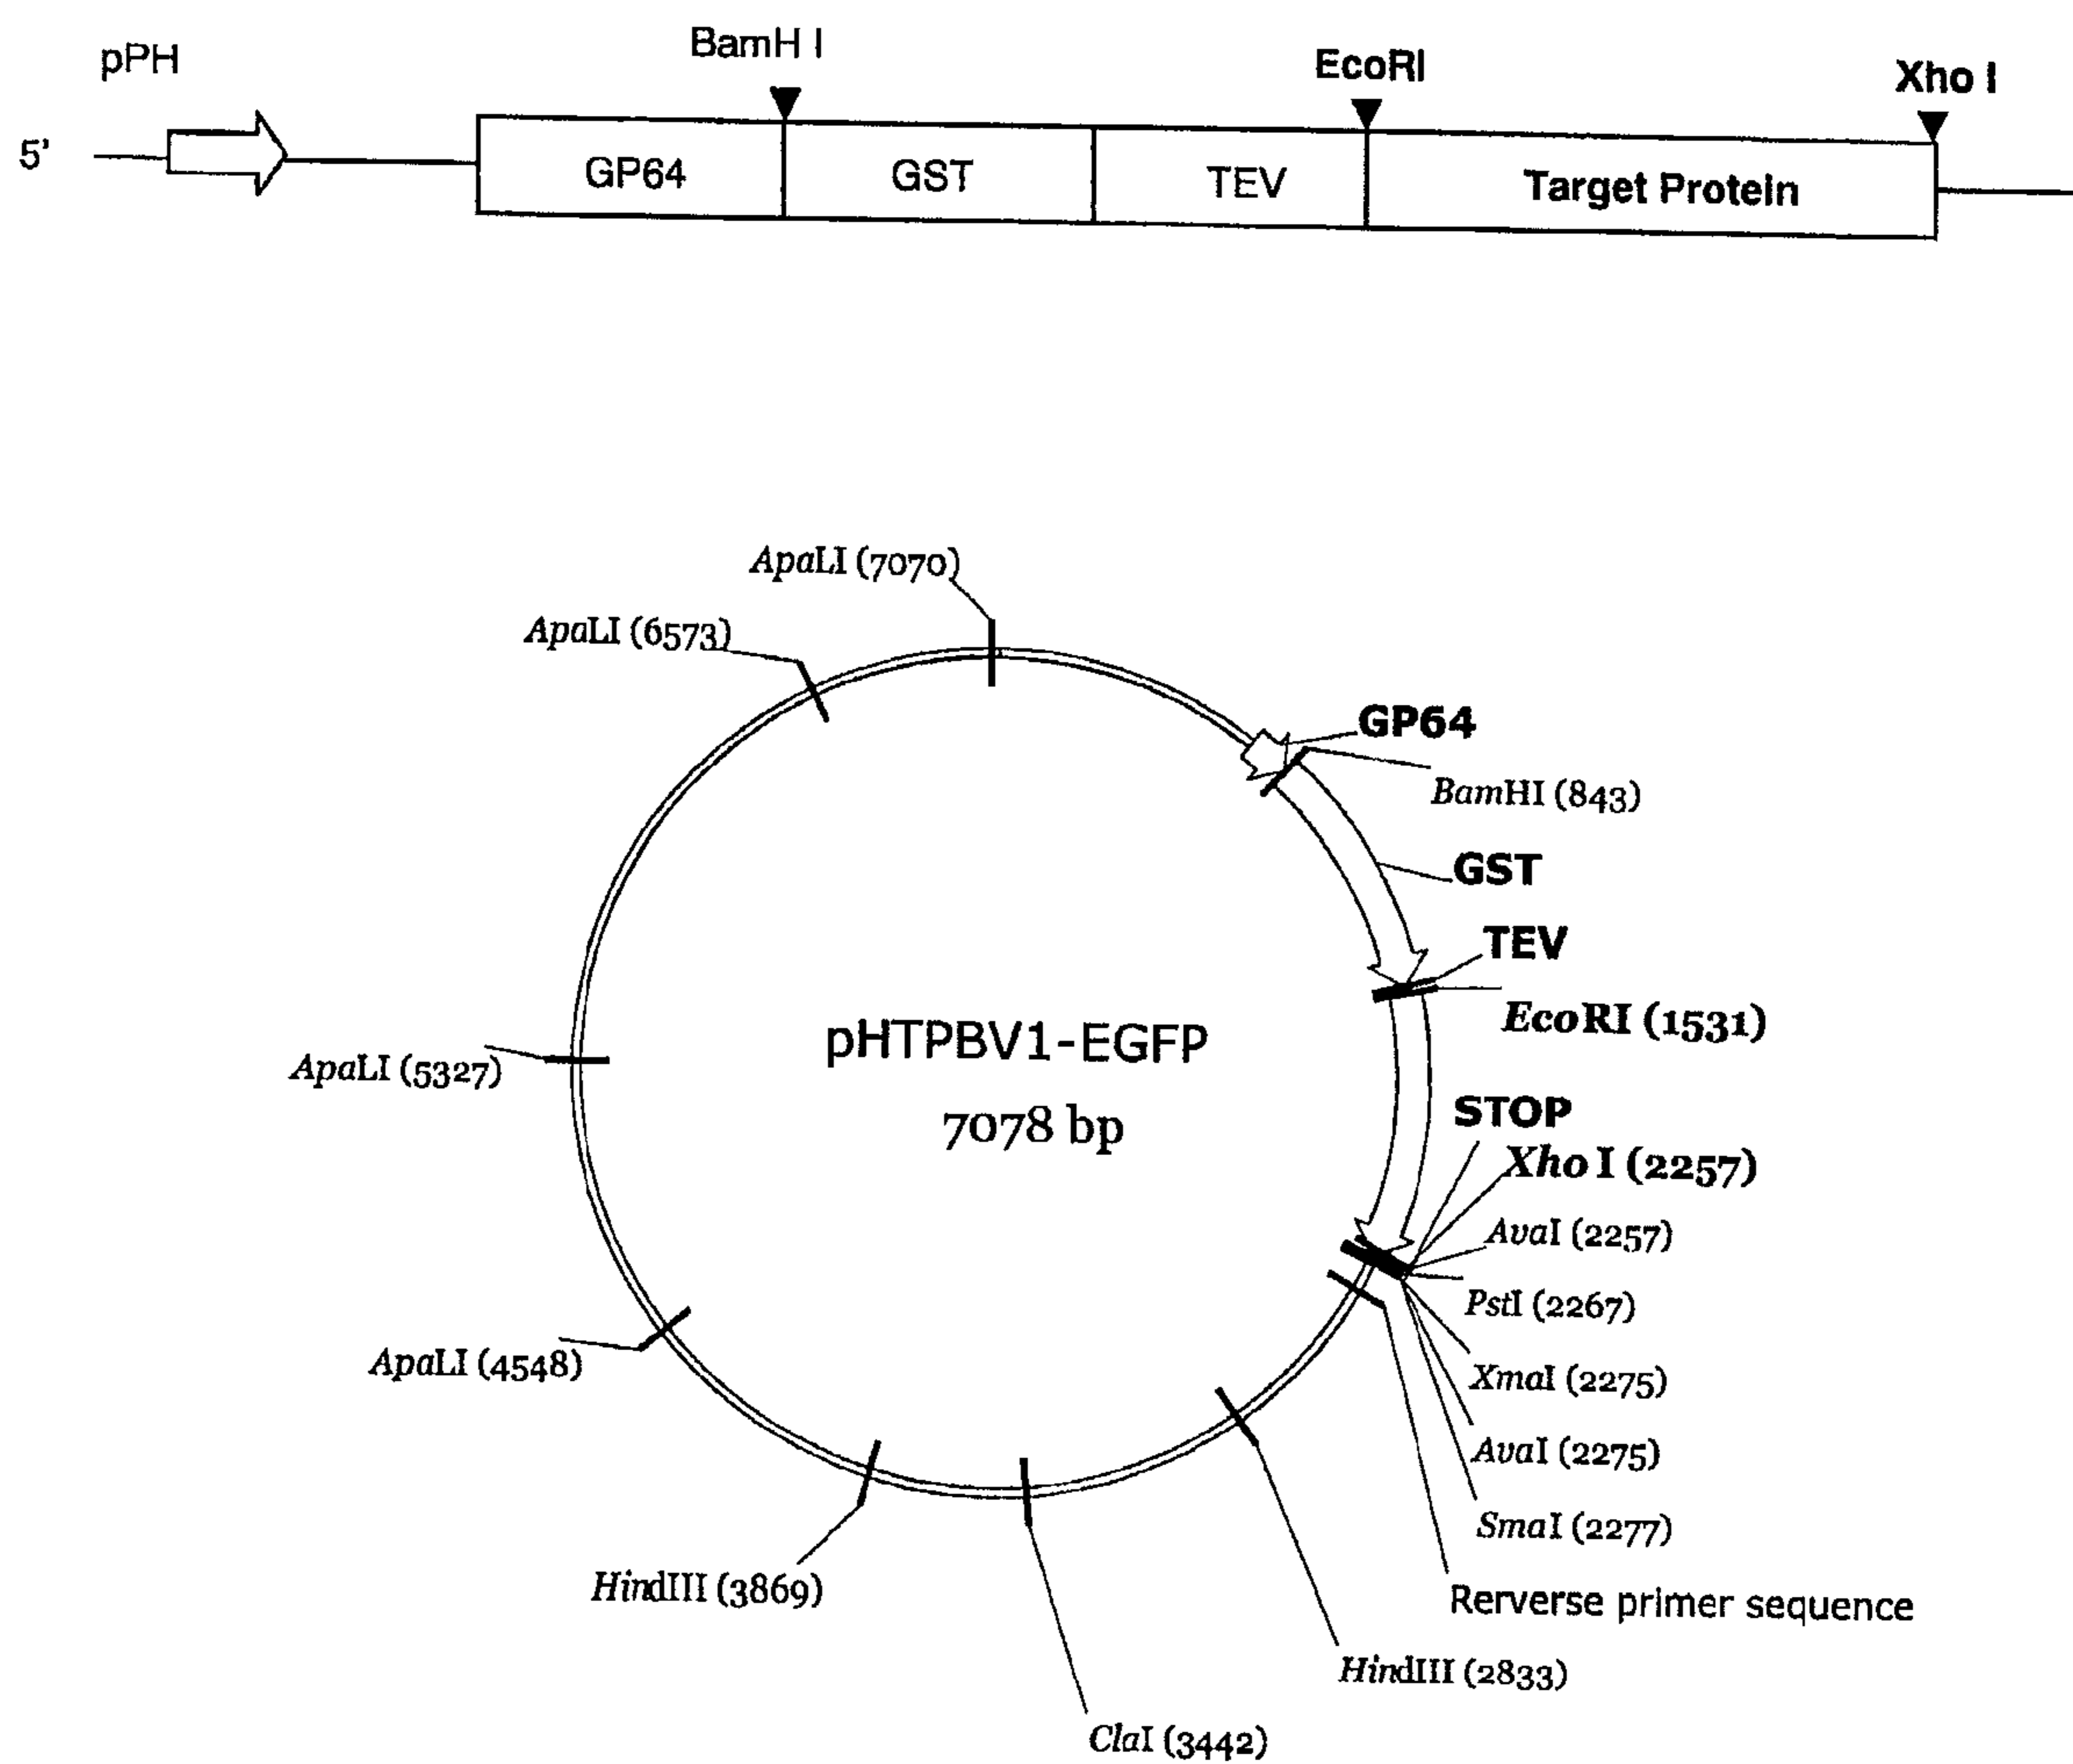 pPH
BamH I
EcoRI
Xho I
5'
GP64
GST
TEV
Target Protein
ApaLI (7070)
ApaLI (6573)
GP64
BamHI (843)
GST
TEV
EcoRI (1531)
pHTPBV1-EGFP
7078 bp
ApaLI (5327)
STOP
Xho I (2257)
AvaI (2257)
PstI (2267)
ApaLI (4548)
XmaI (2275)
AvaI (2275)
SmaI (2277)
HindIII (3869)
Rerverse primer sequence
HindIII (2833)
ClaI (3442)